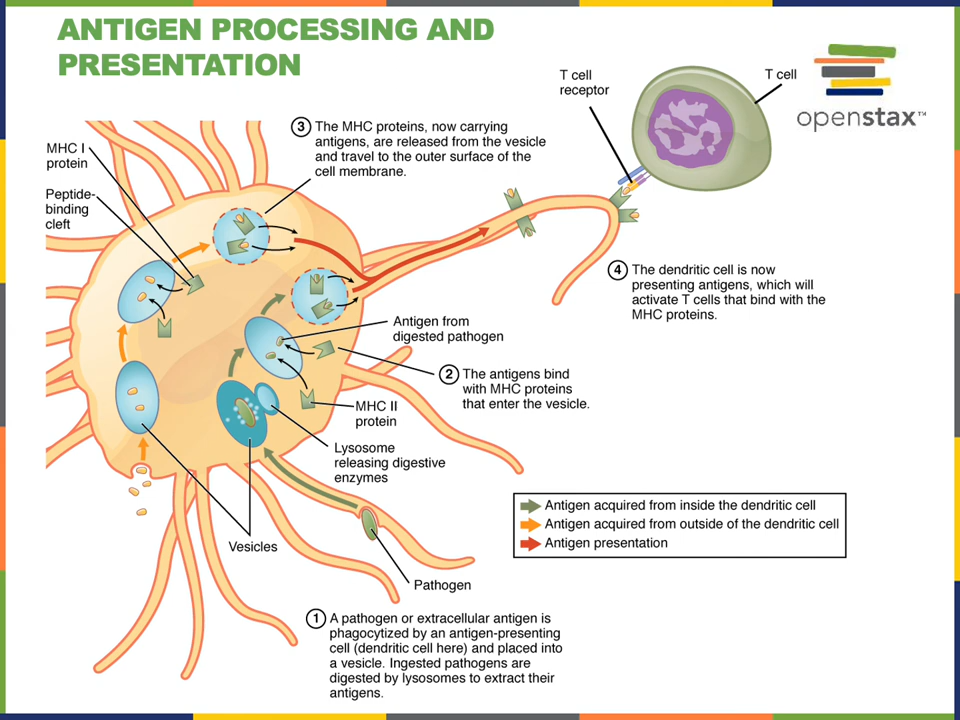 ANTIGEN PROCESSING AND
PRESENTATION
openstax™
T cell
receptor
T cell
3 The MHC proteins, now carrying
antigens, are released from the vesicle
and travel to the outer surface of the
cell membrane.
MHC I
protein
Peptide-
binding
cleft
4 The dendritic cell is now
presenting antigens, which will
activate T cells that bind with the
MHC proteins.
Antigen from
digested pathogen
2 The antigens bind
with MHC proteins
that enter the vesicle.
MHC II
protein
Lysosome
releasing digestive
enzymes
Vesicles
Antigen acquired from inside the dendritic cell
Antigen acquired from outside of the dendritic cell
Antigen presentation
Pathogen
1 A pathogen or extracellular antigen is
phagocytized by an antigen-presenting
cell (dendritic cell here) and placed into
a vesicle. Ingested pathogens are
digested by lysosomes to extract their
antigens.